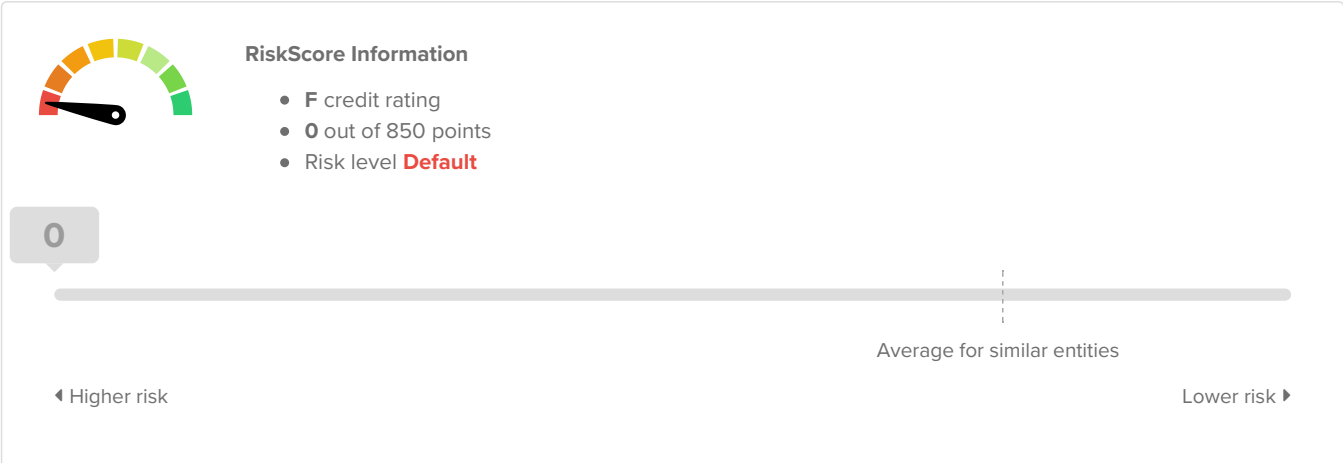 RiskScore Information
F credit rating
0 out of 850 points
Risk level Default
0
Average for similar entities
Higher risk
Lower risk